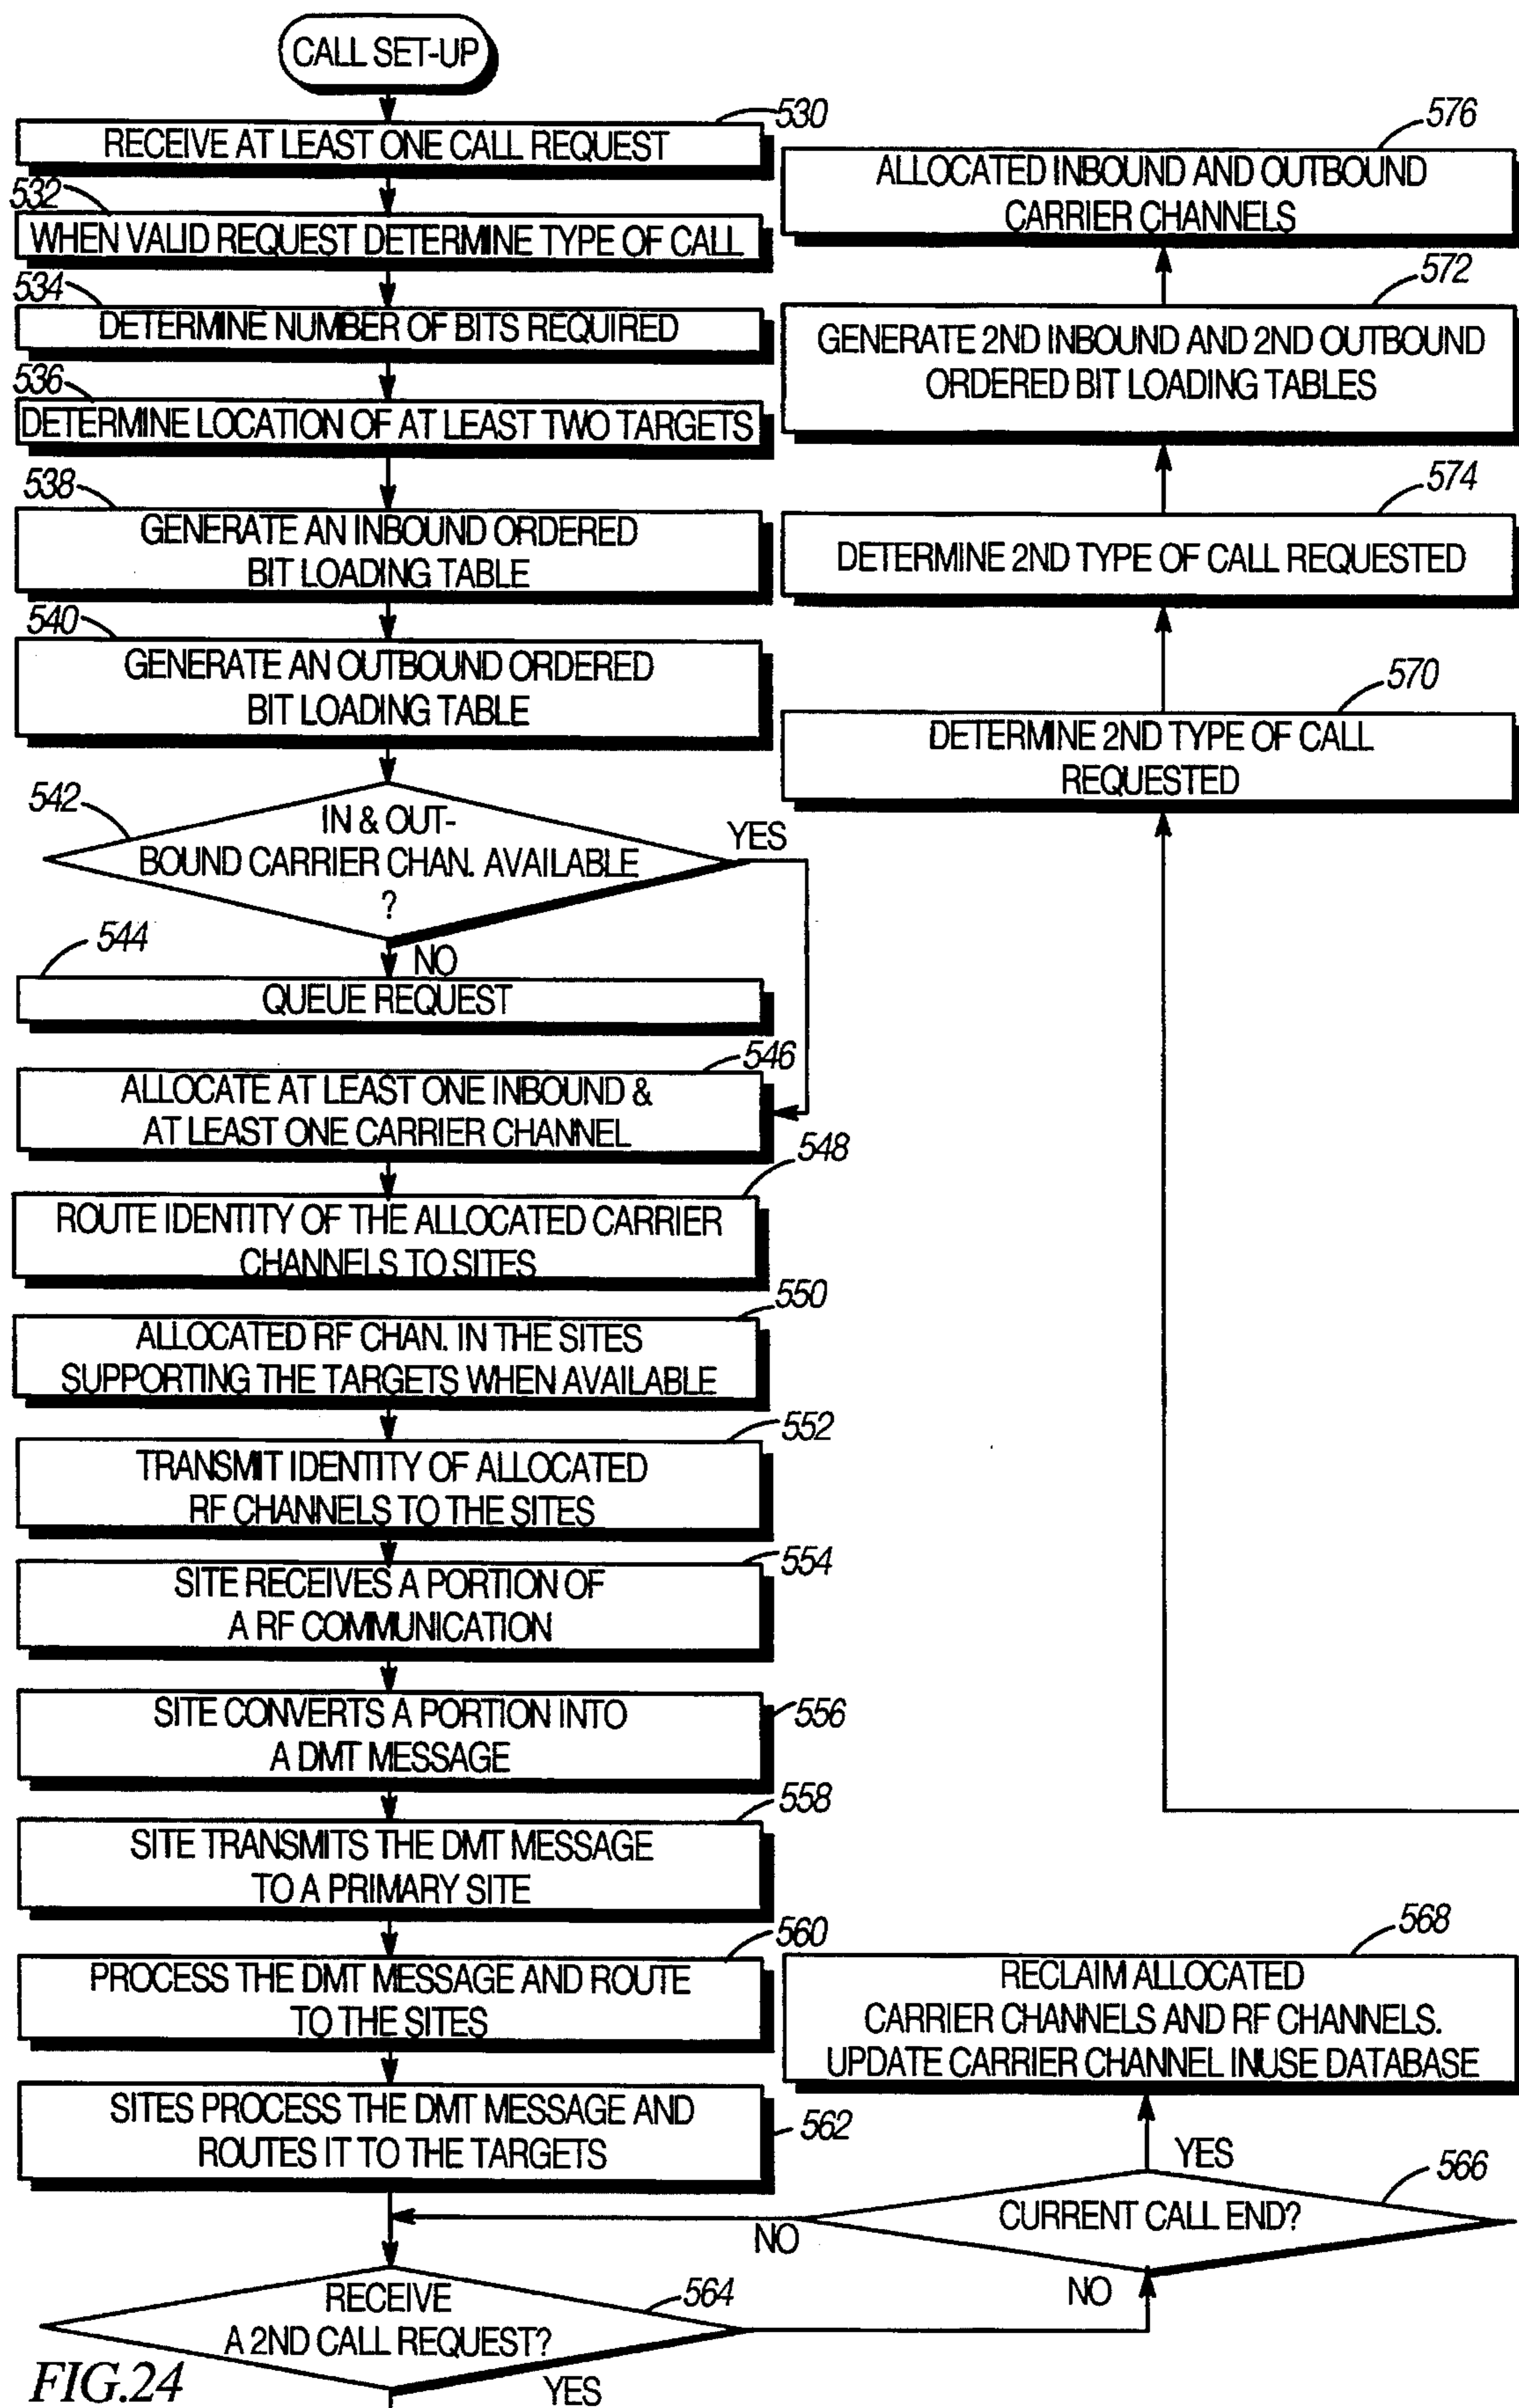 CALL SET-UP
530
RECEIVE AT LEAST ONE CALL REQUEST
532
WHEN VALID REQUEST DETERMINE TYPE OF CALL
534
DETERMINE NUMBER OF BITS REQUIRED
536
DETERMINE LOCATION OF AT LEAST TWO TARGETS
538
GENERATE AN INBOUND ORDERED
BIT LOADING TABLE
540
GENERATE AN OUTBOUND ORDERED
BIT LOADING TABLE
542
IN & OUT-
BOUND CARRIER CHAN. AVAILABLE
?
YES
NO
544
QUEUE REQUEST
546
ALLOCATE AT LEAST ONE INBOUND &
AT LEAST ONE CARRIER CHANNEL
548
ROUTE IDENTITY OF THE ALLOCATED CARRIER
CHANNELS TO SITES
550
ALLOCATED RF CHAN. IN THE SITES
SUPPORTING THE TARGETS WHEN AVAILABLE
552
TRANSMIT IDENTITY OF ALLOCATED
RF CHANNELS TO THE SITES
554
SITE RECEIVES A PORTION OF
A RF COMMUNICATION
556
SITE CONVERTS A PORTION INTO
A DMT MESSAGE
558
SITE TRANSMITS THE DMT MESSAGE
TO A PRIMARY SITE
560
PROCESS THE DMT MESSAGE AND ROUTE
TO THE SITES
562
SITES PROCESS THE DMT MESSAGE AND
ROUTES IT TO THE TARGETS
564
RECEIVE
A 2ND CALL REQUEST?
YES
NO
566
CURRENT CALL END?
NO
YES
568
RECLAIM ALLOCATED
CARRIER CHANNELS AND RF CHANNELS.
UPDATE CARRIER CHANNEL INUSE DATABASE
570
DETERMINE 2ND TYPE OF CALL
REQUESTED
574
DETERMINE 2ND TYPE OF CALL REQUESTED
572
GENERATE 2ND INBOUND AND 2ND OUTBOUND
ORDERED BIT LOADING TABLES
576
ALLOCATED INBOUND AND OUTBOUND
CARRIER CHANNELS
FIG.24